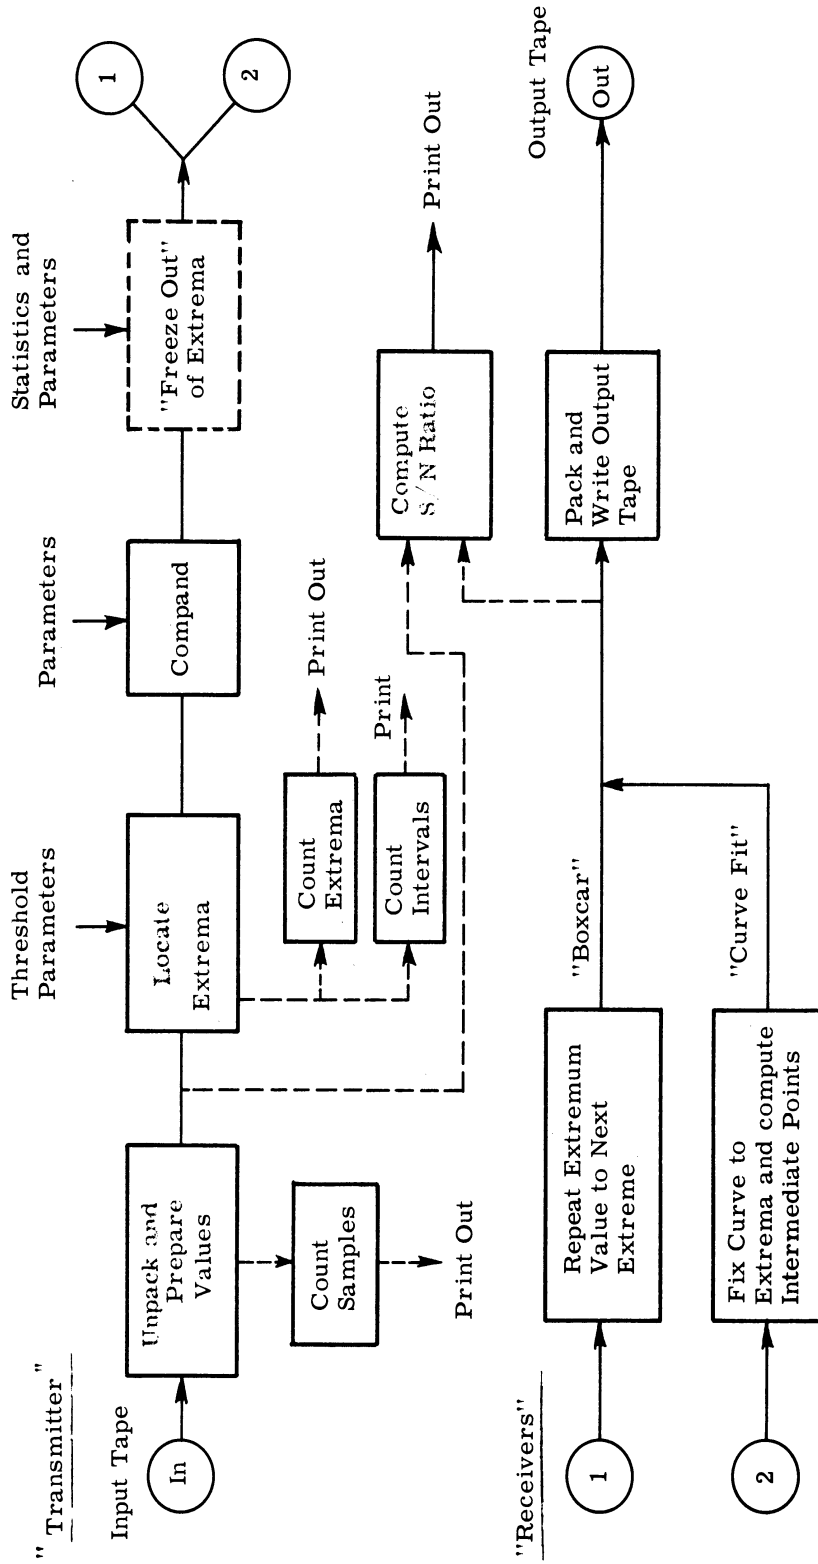 " Transmitter "
Input Tape
In
Unpack and
Prepare
Values
Count
Samples
Print Out
Threshold
Parameters
Locate
Extrema
Count
Extrema
Print Out
Count
Intervals
Print
Parameters
Compand
Statistics and
Parameters
"Freeze Out"
of Extrema
1
2
Compute
S/N Ratio
Print Out
"Receivers"
1
Repeat Extremum
Value to Next
Extreme
"Boxcar"
2
Fix Curve to
Extrema and compute
Intermediate Points
"Curve Fit"
Pack and
Write Output
Tape
Output Tape
Out